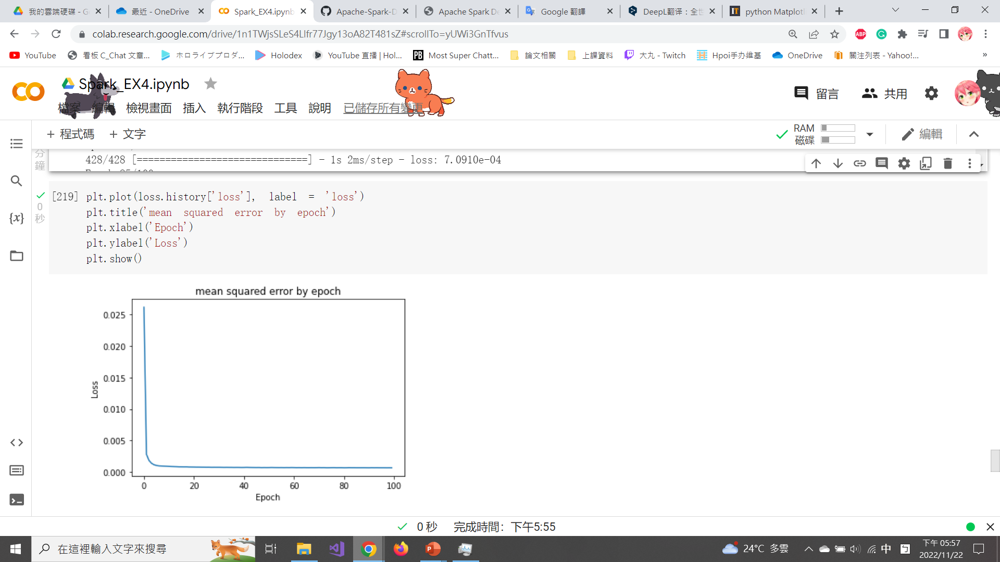 我的雲端硬碟 - G
最近 - OneDrive
Spark_EX4.ipynb
Apache-Spark-D
Apache Spark De
Google 翻譯
DeepL翻译：全世
python Matplotl
colab.research.google.com/drive/1n1TWjsSLeS4Llfr77Jgy13oA82T481sZ#scrollTo=yUWi3GnTfvus
YouTube
看板 C_Chat 文章...
ホロライブプロダ...
Holodex
YouTube 直播 | Hol...
Most Super Chatt...
論文相關
上課資料
大丸 - Twitch
Hpoi手办维基
OneDrive
關注列表 - Yahoo!...
»
Spark_EX4.ipynb
檔案 編輯 檢視畫面 插入 執行階段 工具 說明 已儲存所有變更
留言
共用
+ 程式碼 + 文字
RAM
磁碟
編輯
分鐘
428/428 [==============================] - 1s 2ms/step - loss: 7.0910e-04
0
秒
[219] plt.plot(loss.history['loss'], label = 'loss')
plt.title('mean squared error by epoch')
plt.xlabel('Epoch')
plt.ylabel('Loss')
plt.show()
mean squared error by epoch
0.025
0.020
0.015
0.010
0.005
0.000
Loss
0 20 40 60 80 100
Epoch
0 秒 完成時間：下午5:55
在這裡輸入文字來搜尋
24°C 多雲
中
下午 05:57
2022/11/22